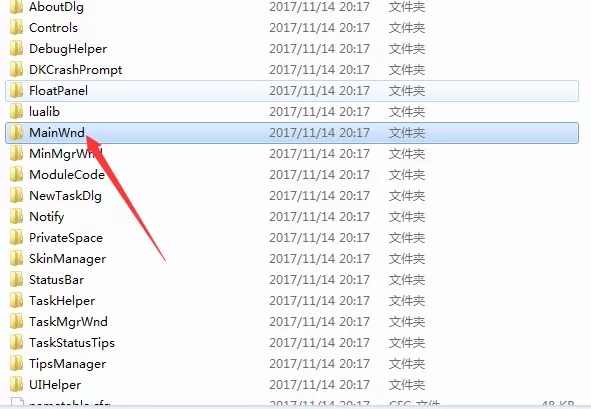 AboutDlg 2017/11/14 20:17 文件夹
Controls 2017/11/14 20:17 文件夹
DebugHelper 2017/11/14 20:17 文件夹
DKCrashPrompt 2017/11/14 20:17 文件夹
FloatPanel 2017/11/14 20:17 文件夹
lualib 2017/11/14 20:17 文件夹
MainWnd 2017/11/14 20:17 文件夹
MinMgrWnd 2017/11/14 20:17 文件夹
ModuleCode 2017/11/14 20:17 文件夹
NewTaskDlg 2017/11/14 20:17 文件夹
Notify 2017/11/14 20:17 文件夹
PrivateSpace 2017/11/14 20:17 文件夹
SkinManager 2017/11/14 20:17 文件夹
StatusBar 2017/11/14 20:17 文件夹
TaskHelper 2017/11/14 20:17 文件夹
TaskMgrWnd 2017/11/14 20:17 文件夹
TaskStatusTips 2017/11/14 20:17 文件夹
TipsManager 2017/11/14 20:17 文件夹
UIHelper 2017/11/14 20:17 文件夹